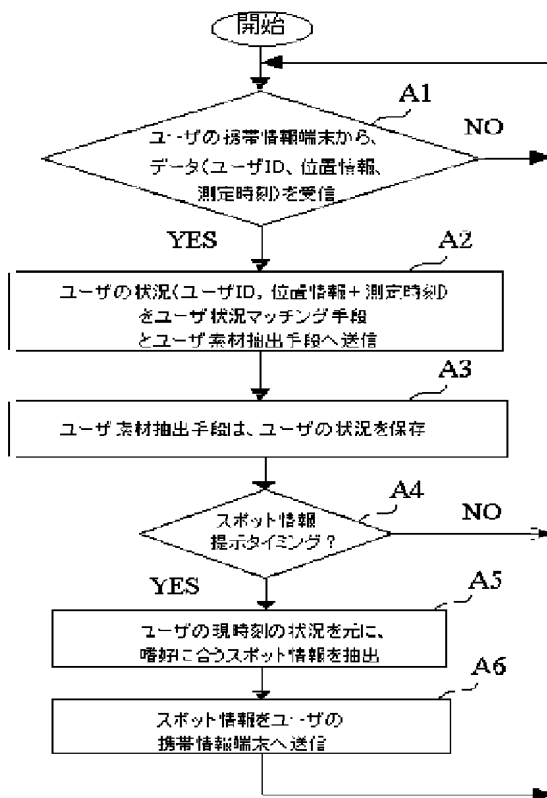 開始
A1
ユーザの携帯情報端末から、
データ(ユーザID、位置情報、
測定時刻)を受信
NO
YES
A2
ユーザの状況(ユーザID,位置情報+測定時刻)
をユーザ状況マッチング手段
とユーザ素材抽出手段へ送信
A3
ユーザ素材抽出手段は、ユーザの状況を保存
A4
スポット情報
提示タイミング?
NO
YES
A5
ユーザの現時刻の状況を元に、
嗜好に合うスポット情報を抽出
A6
スポット情報をユーザの
携帯情報端末へ送信